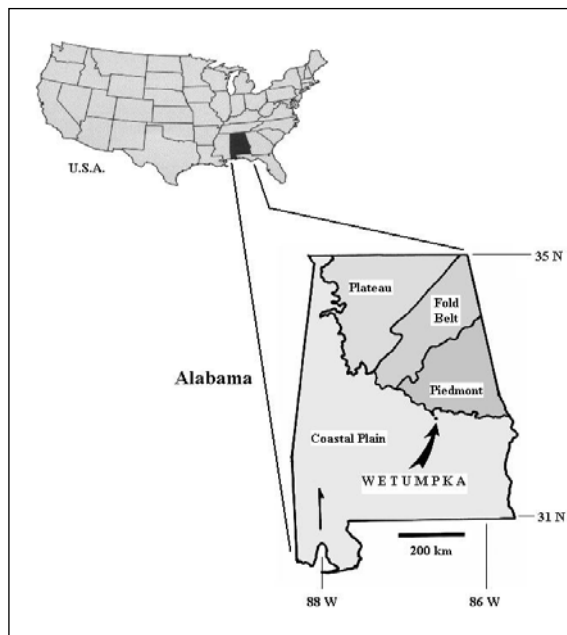 U.S.A.
35 N
Plateau
Fold
Belt
Alabama
Piedmont
Coastal Plain
WETUMPKA
31 N
200 km
88 W
86 W